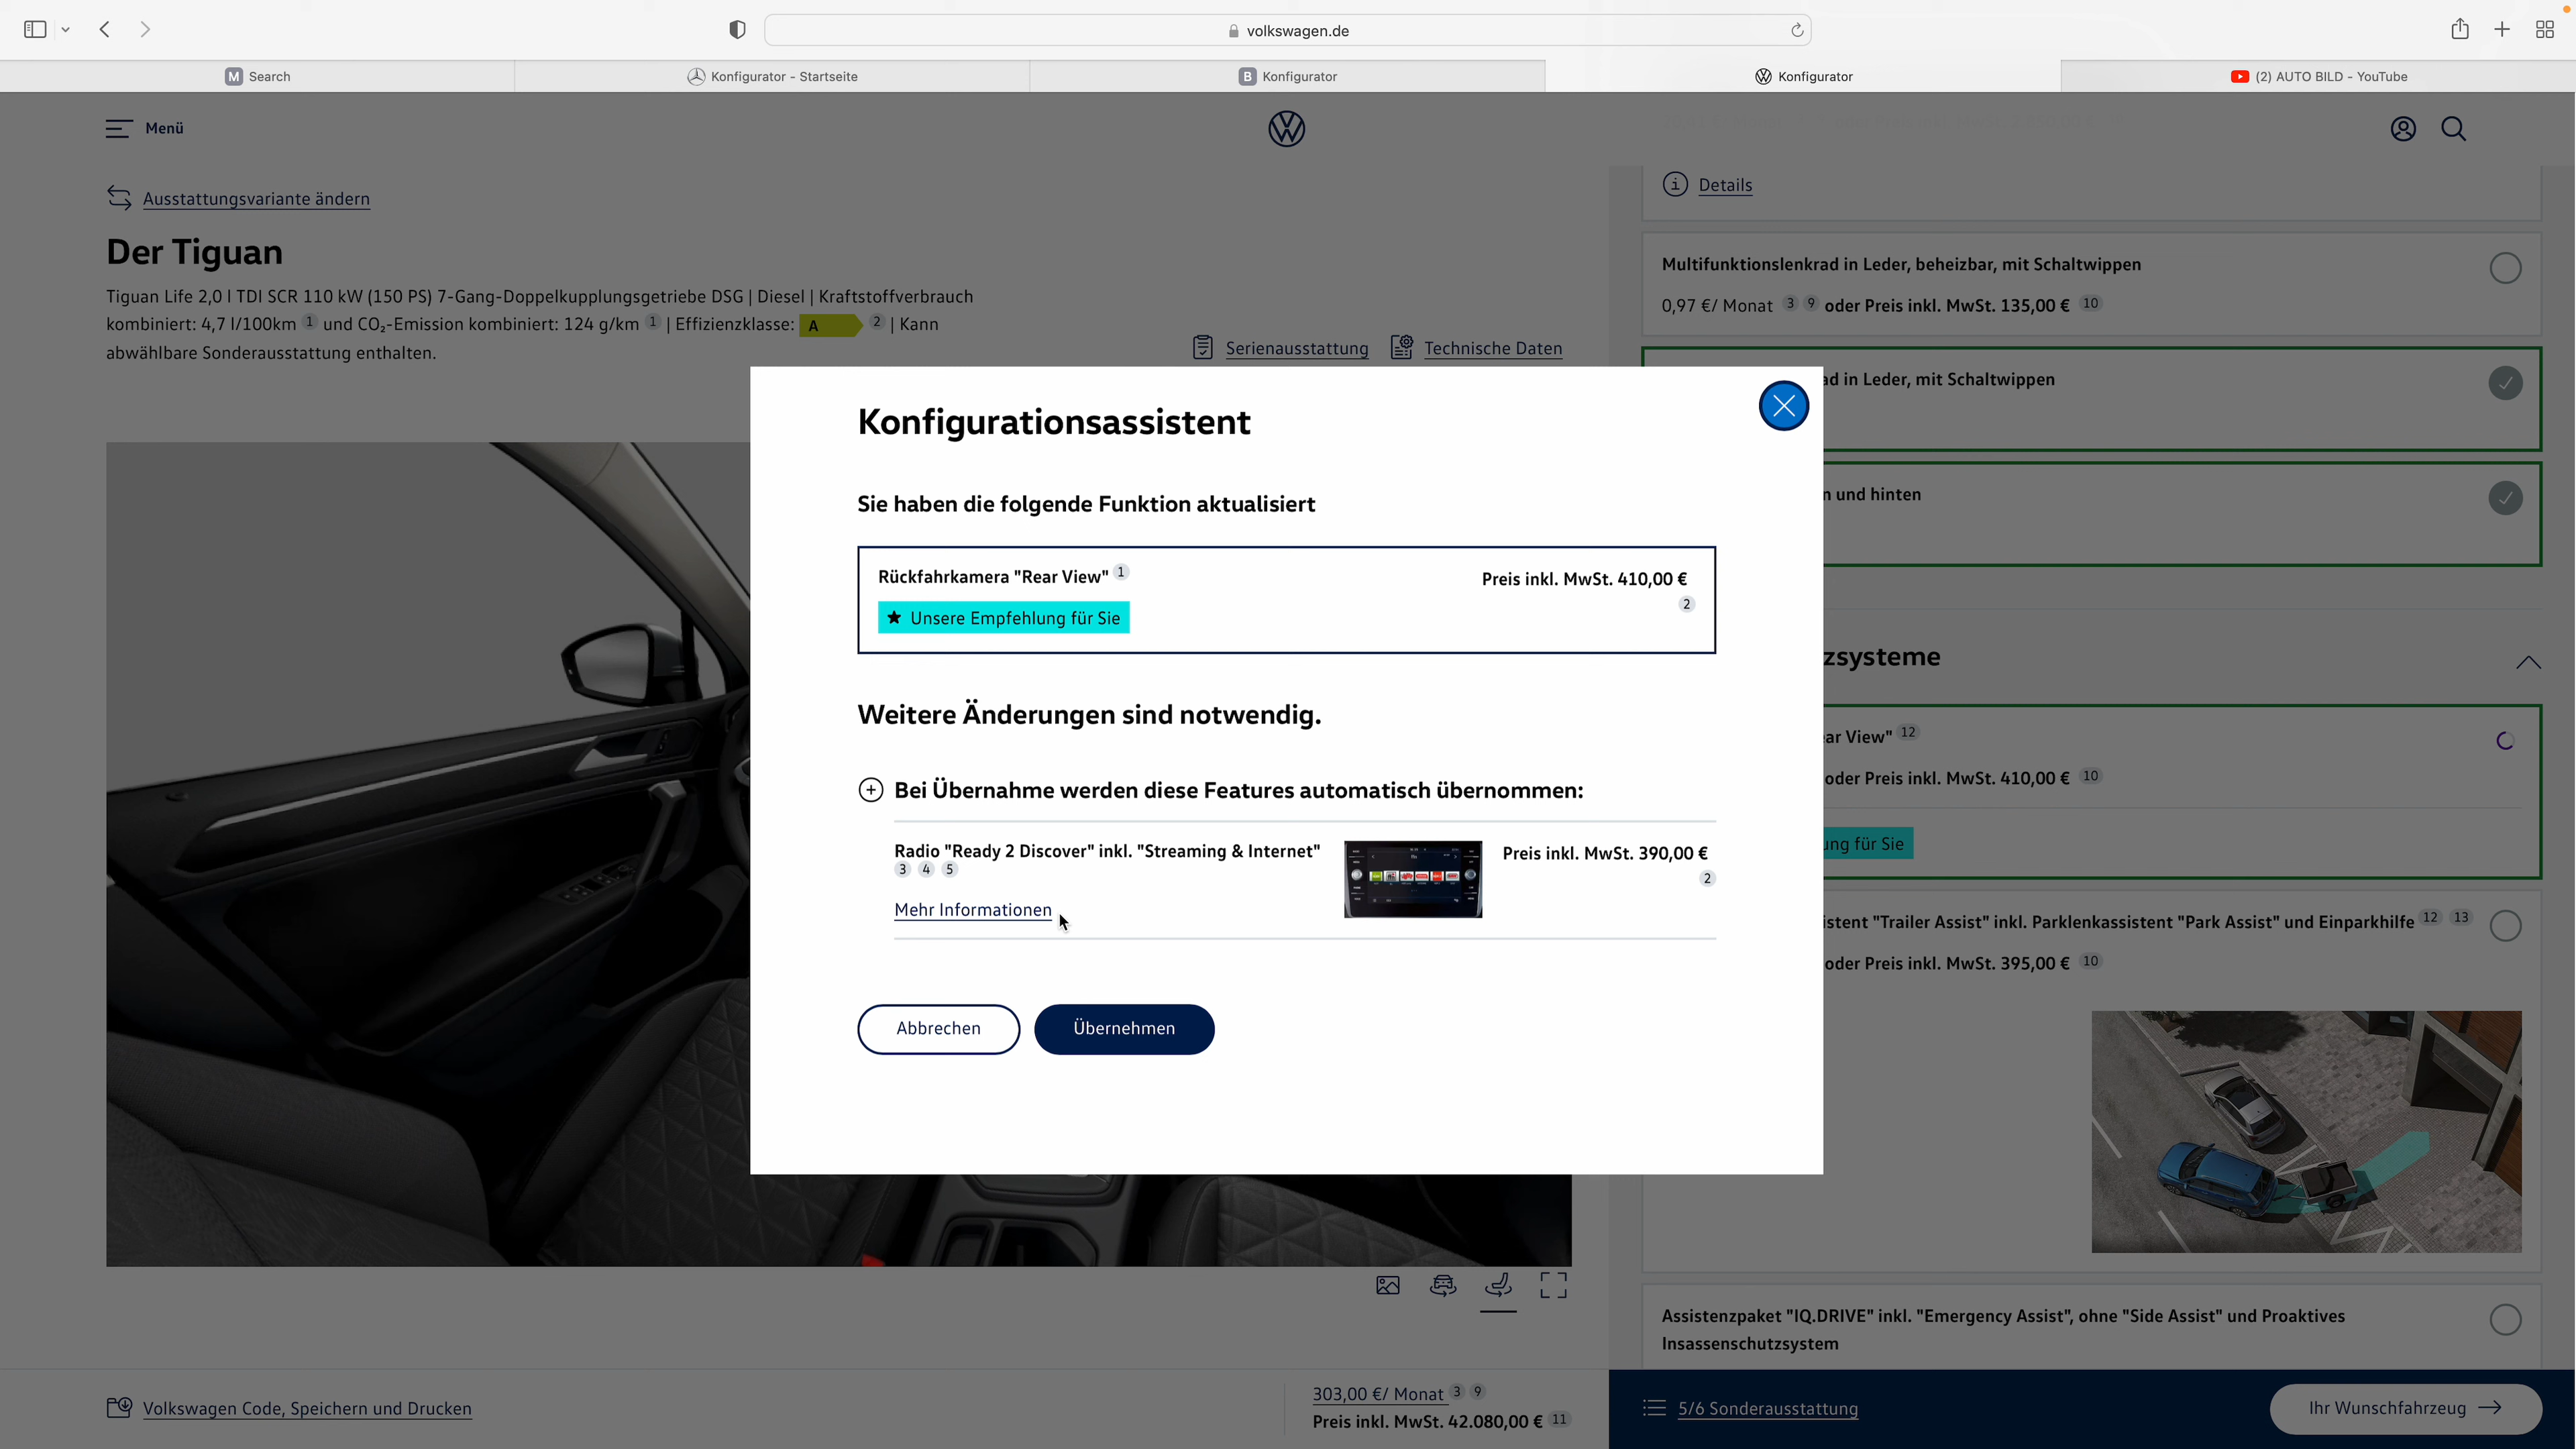 volkswagen.de
M Search
Konfigurator - Startseite
B Konfigurator
Konfigurator
(2) AUTO BILD - YouTube
Menü
Ausstattungsvariante ändern
Der Tiguan
Tiguan Life 2,0 l TDI SCR 110 kW (150 PS) 7-Gang-Doppelkupplungsgetriebe DSG | Diesel | Kraftstoffverbrauch
kombiniert: 4,7 l/100km 1 und CO₂-Emission kombiniert: 124 g/km 1 | Effizienzklasse: A 2 | Kann
abwählbare Sonderausstattung enthalten.
Serienausstattung
Technische Daten
Details
Multifunktionslenkrad in Leder, beheizbar, mit Schaltwippen
0,97 €/ Monat 3 9 oder Preis inkl. MwSt. 135,00 € 10
ad in Leder, mit Schaltwippen
n und hinten
zsysteme
ear View" 12
oder Preis inkl. MwSt. 410,00 € 10
ung für Sie
istent "Trailer Assist" inkl. Parklenkassistent "Park Assist" und Einparkhilfe 12 13
oder Preis inkl. MwSt. 395,00 € 10
Assistenzpaket "IQ.DRIVE" inkl. "Emergency Assist", ohne "Side Assist" und Proaktives
Insassenschutzsystem
Konfigurationsassistent
Sie haben die folgende Funktion aktualisiert
Rückfahrkamera "Rear View" 1
Preis inkl. MwSt. 410,00 €
2
★ Unsere Empfehlung für Sie
Weitere Änderungen sind notwendig.
Bei Übernahme werden diese Features automatisch übernommen:
Radio "Ready 2 Discover" inkl. "Streaming & Internet"
3 4 5
Preis inkl. MwSt. 390,00 €
2
Mehr Informationen
Abbrechen
Übernehmen
Volkswagen Code, Speichern und Drucken
303,00 €/ Monat 3 9
Preis inkl. MwSt. 42.080,00 € 11
5/6 Sonderausstattung
Ihr Wunschfahrzeug